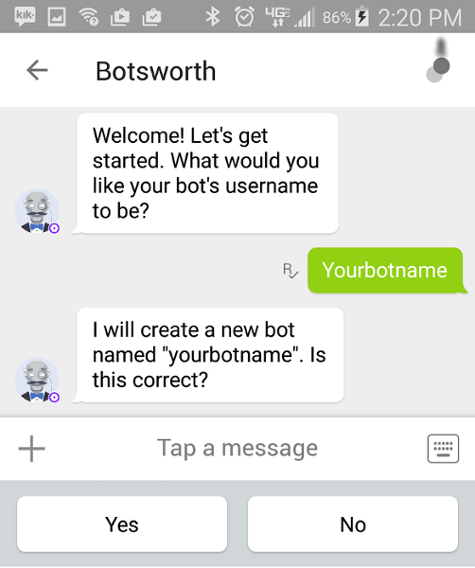 kik· 4G LTE 86% 2:20 PM
Botsworth
Welcome! Let's get
started. What would you
like your bot's username
to be?
R Yourbotname
I will create a new bot
named "yourbotname". Is
this correct?
Tap a message
Yes No